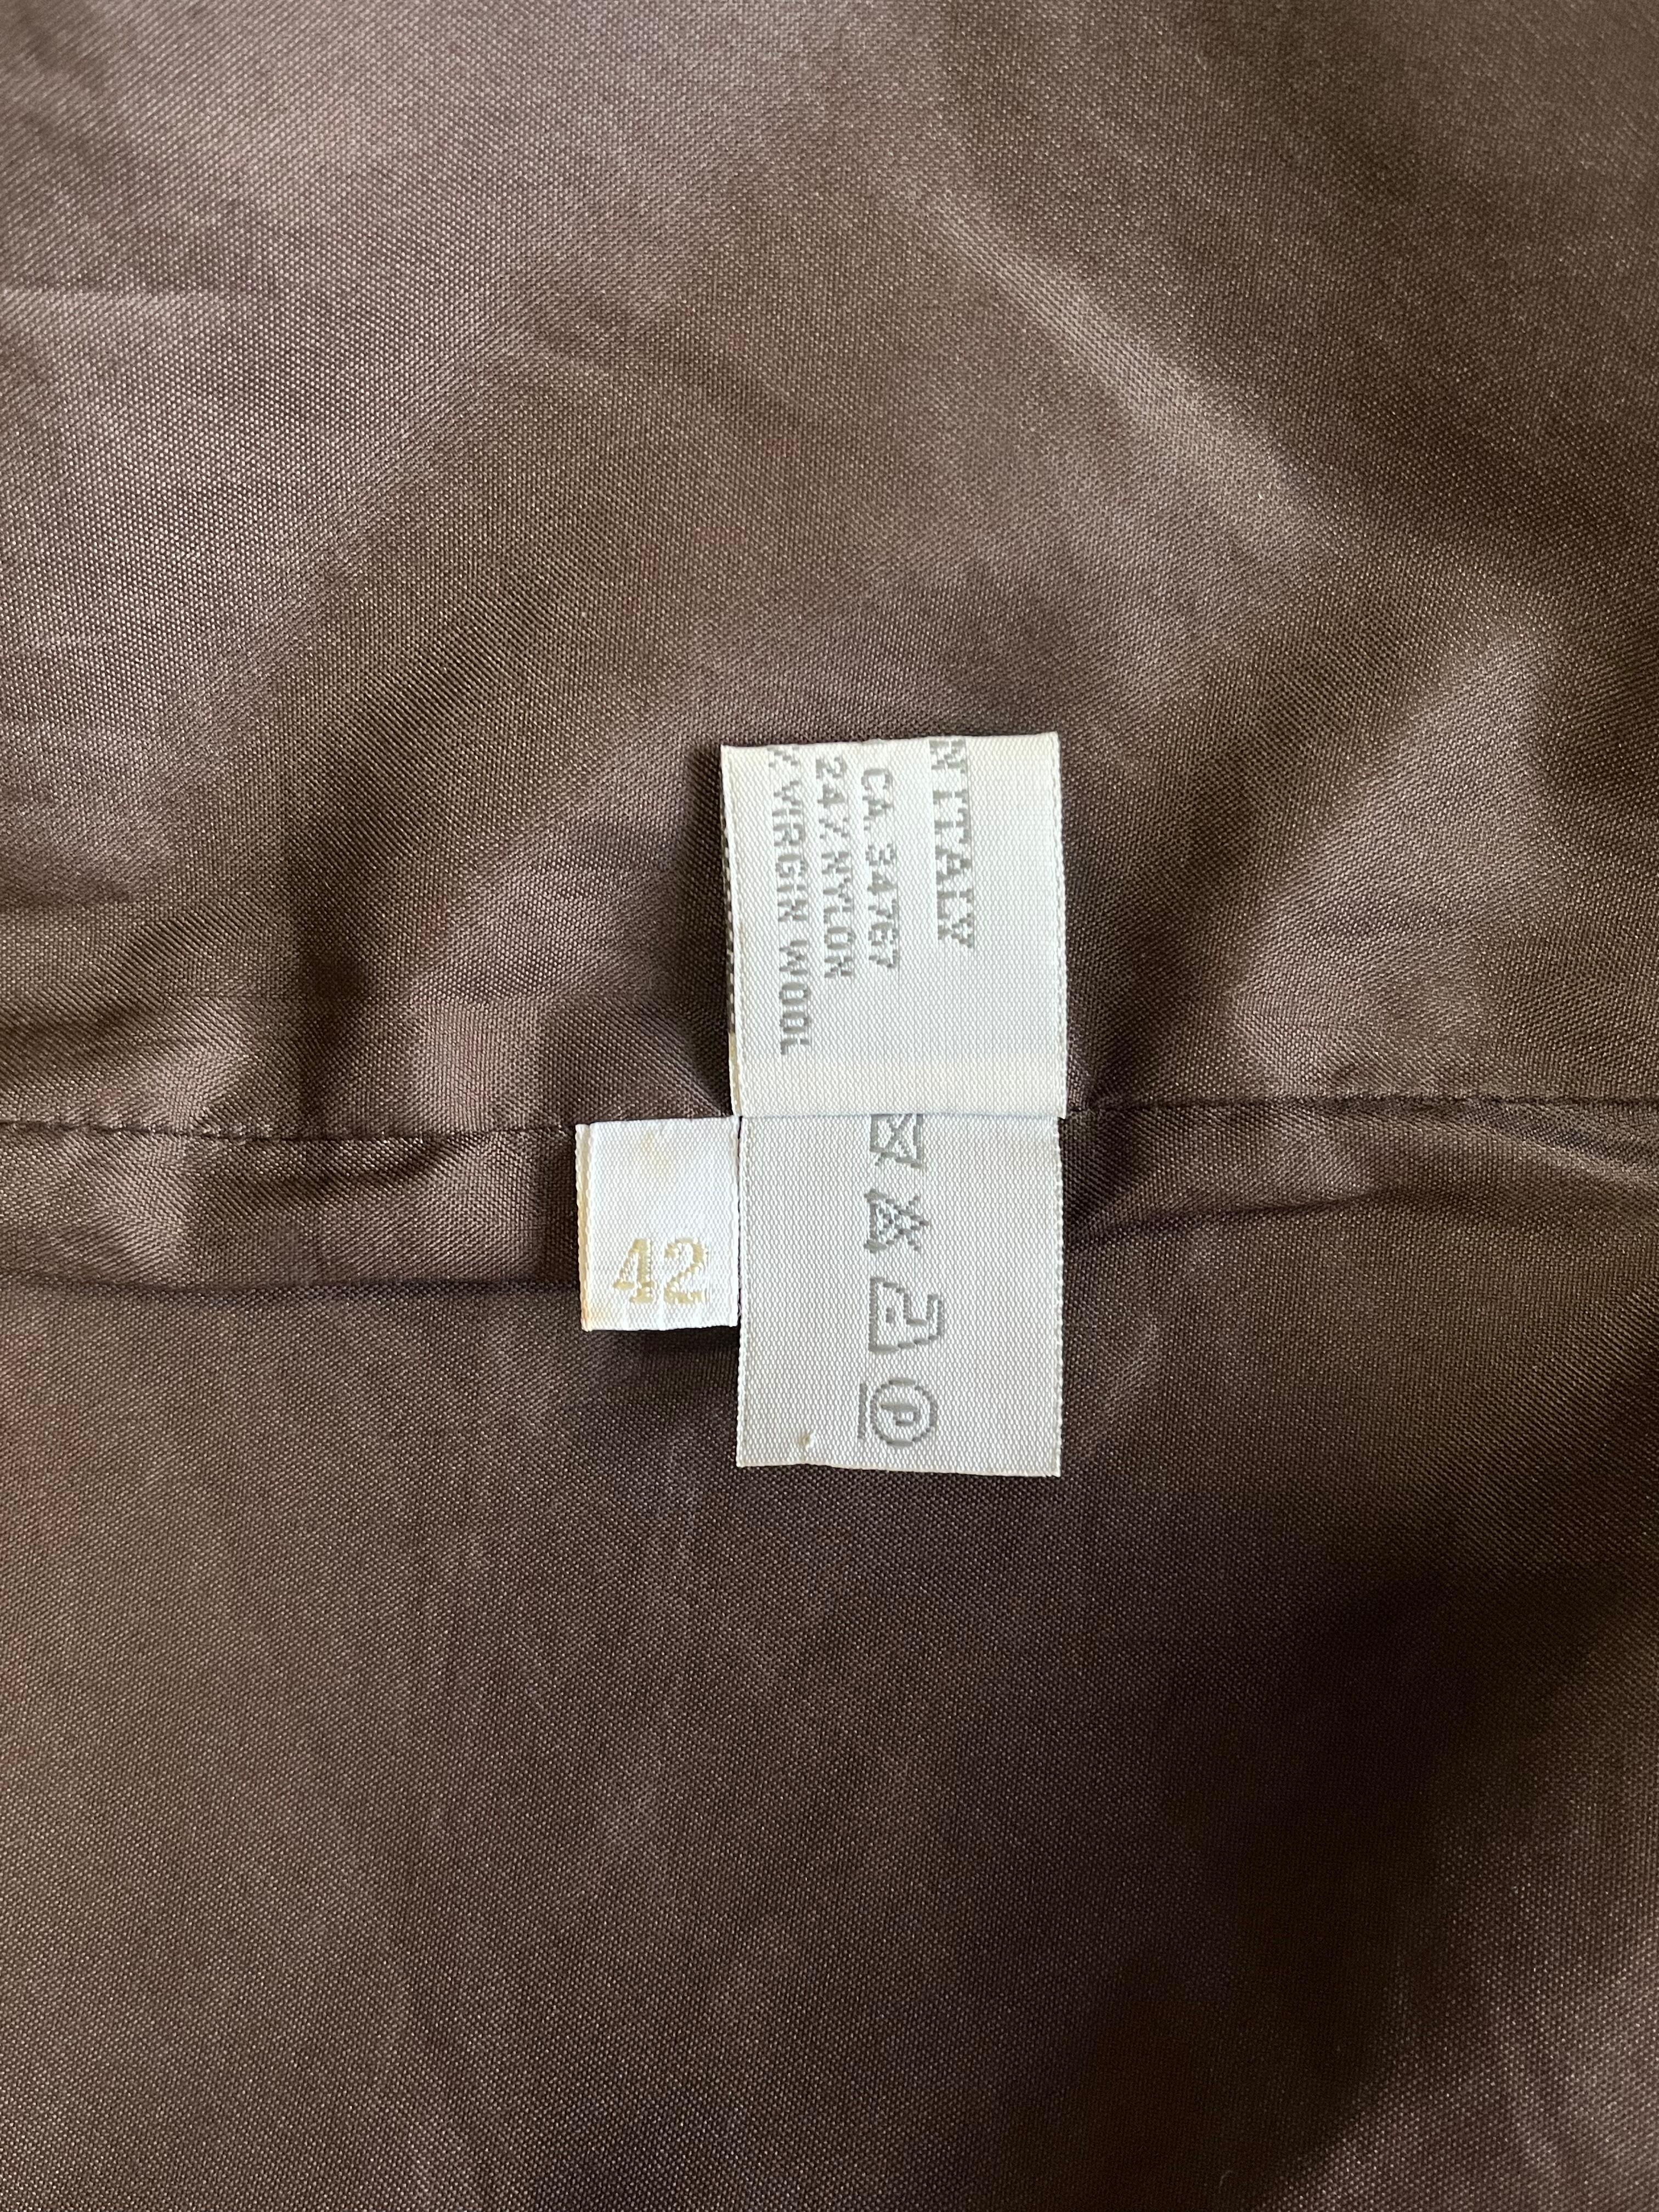 N ITALY
CA 34767
24% NYLON
% VIRGIN WOOL
P
42